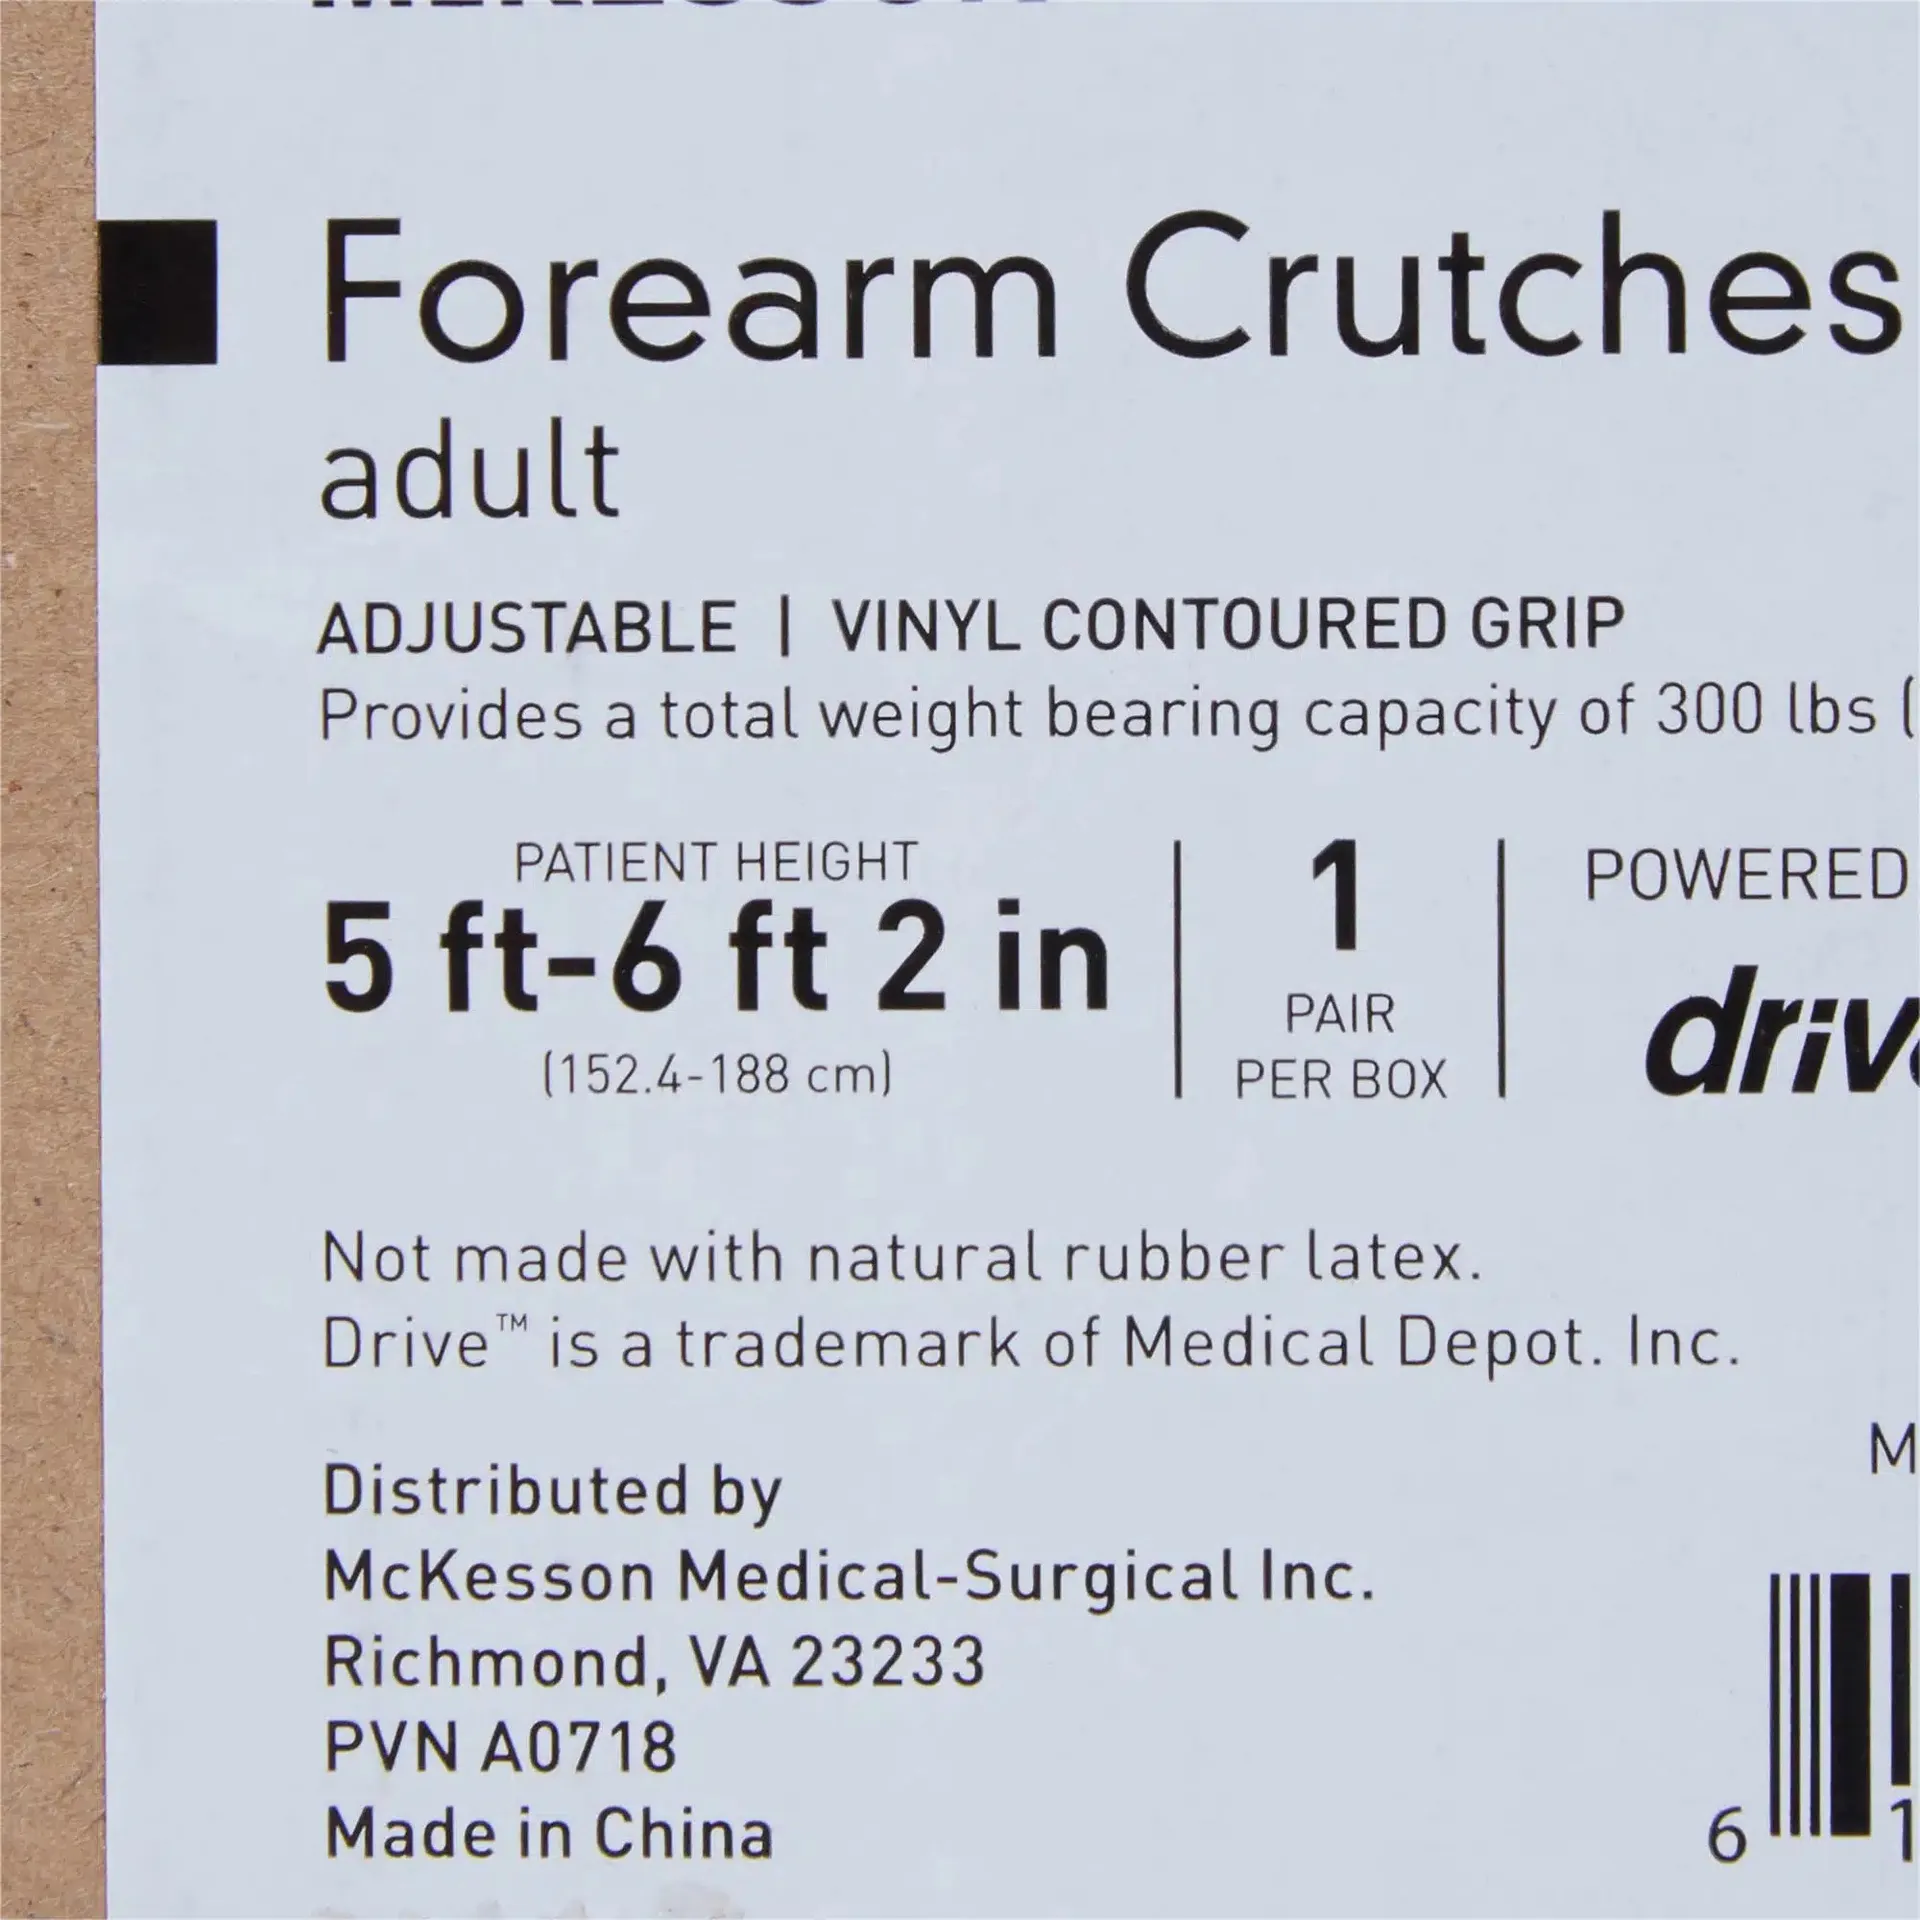 Forearm Crutches
adult
ADJUSTABLE | VINYL CONTOURED GRIP
Provides a total weight bearing capacity of 300 lbs (
PATIENT HEIGHT
5 ft-6 ft 2 in
(152.4-188 cm)
1
PAIR
PER BOX
POWERED
driv
Not made with natural rubber latex.
Drive™ is a trademark of Medical Depot. Inc.
Distributed by
McKesson Medical-Surgical Inc.
Richmond, VA 23233
PVN A0718
Made in China
M
6 1